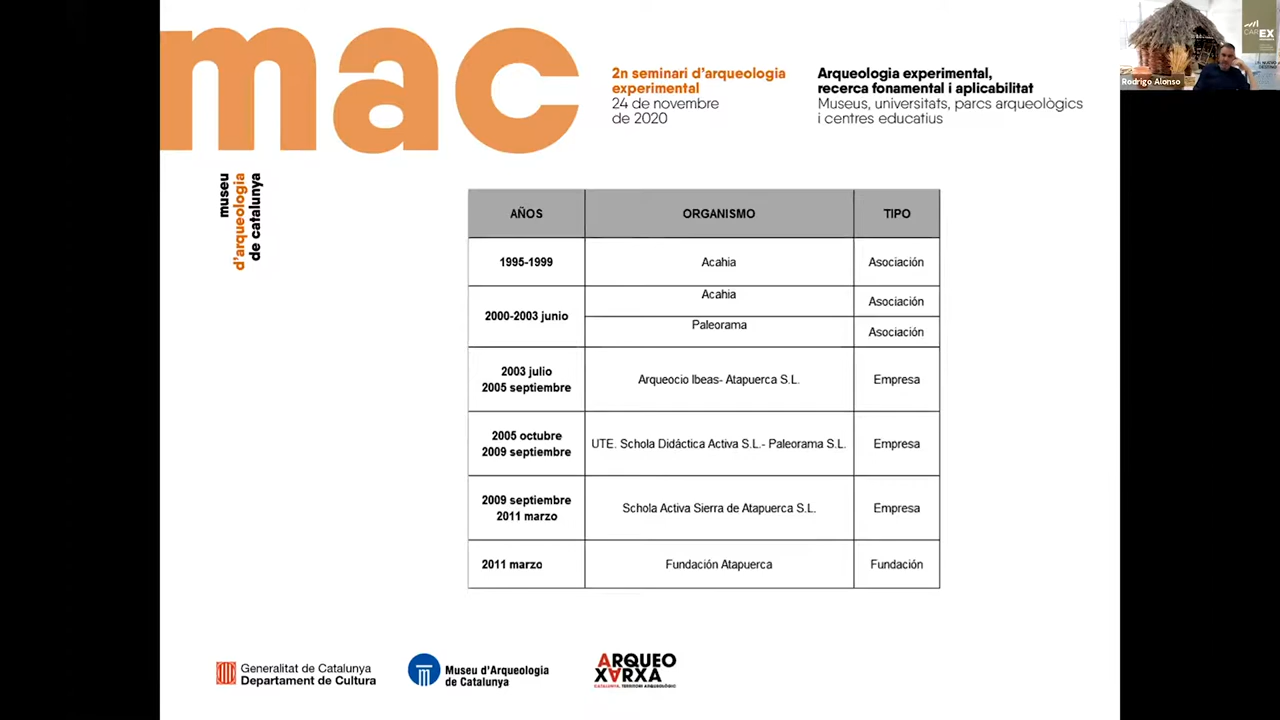 mac
2n seminari d'arqueologia
experimental
24 de novembre
de 2020
Arqueologia experimental,
recerca fonamental i aplicabilitat
Museus, universitats, parcs arqueològics
i centres educatius
museu
d'arqueologia
de catalunya
AÑOS ORGANISMO TIPO
1995-1999 Acahia Asociación
2000-2003 junio Acahia Asociación
Paleorama Asociación
2003 julio
2005 septiembre
Arqueocio Ibeas- Atapuerca S.L. Empresa
2005 octubre
2009 septiembre
UTE. Schola Didáctica Activa S.L.- Paleorama S.L. Empresa
2009 septiembre
2011 marzo
Schola Activa Sierra de Atapuerca S.L. Empresa
2011 marzo Fundación Atapuerca Fundación
Generalitat de Catalunya
Departament de Cultura
Museu d'Arqueologia
de Catalunya
ARQUEO
XARXA
CATALUNYA, TERRITORI ARQUEOLÒGIC
CAREX
Rodrigo Alonso